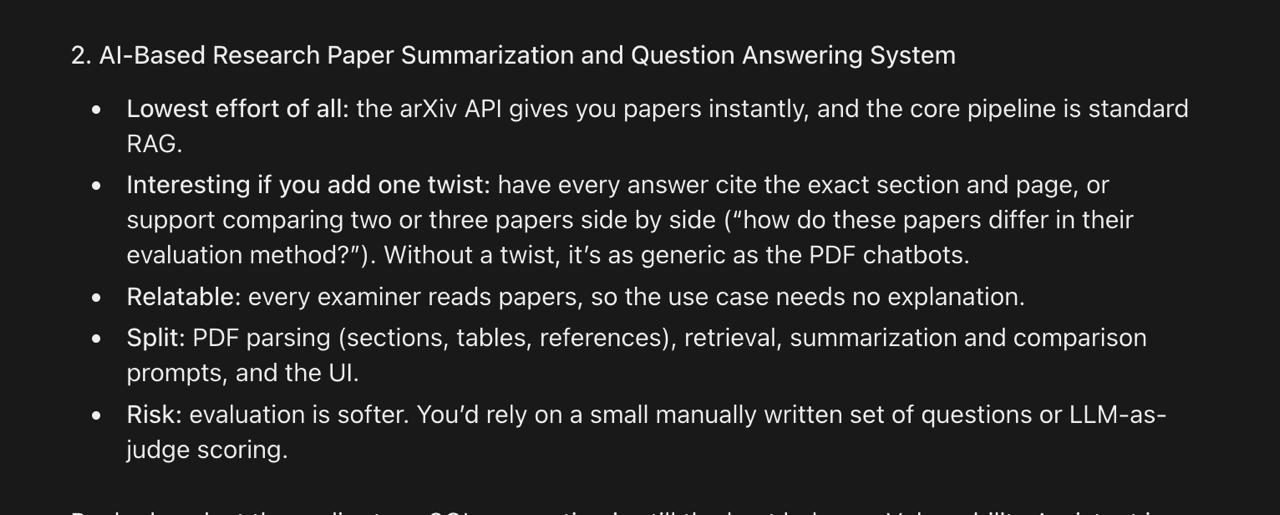 2. AI-Based Research Paper Summarization and Question Answering System
• Lowest effort of all: the arXiv API gives you papers instantly, and the core pipeline is standard
RAG.
• Interesting if you add one twist: have every answer cite the exact section and page, or
support comparing two or three papers side by side (“how do these papers differ in their
evaluation method?”). Without a twist, it’s as generic as the PDF chatbots.
• Relatable: every examiner reads papers, so the use case needs no explanation.
• Split: PDF parsing (sections, tables, references), retrieval, summarization and comparison
prompts, and the UI.
• Risk: evaluation is softer. You’d rely on a small manually written set of questions or LLM-as-
judge scoring.